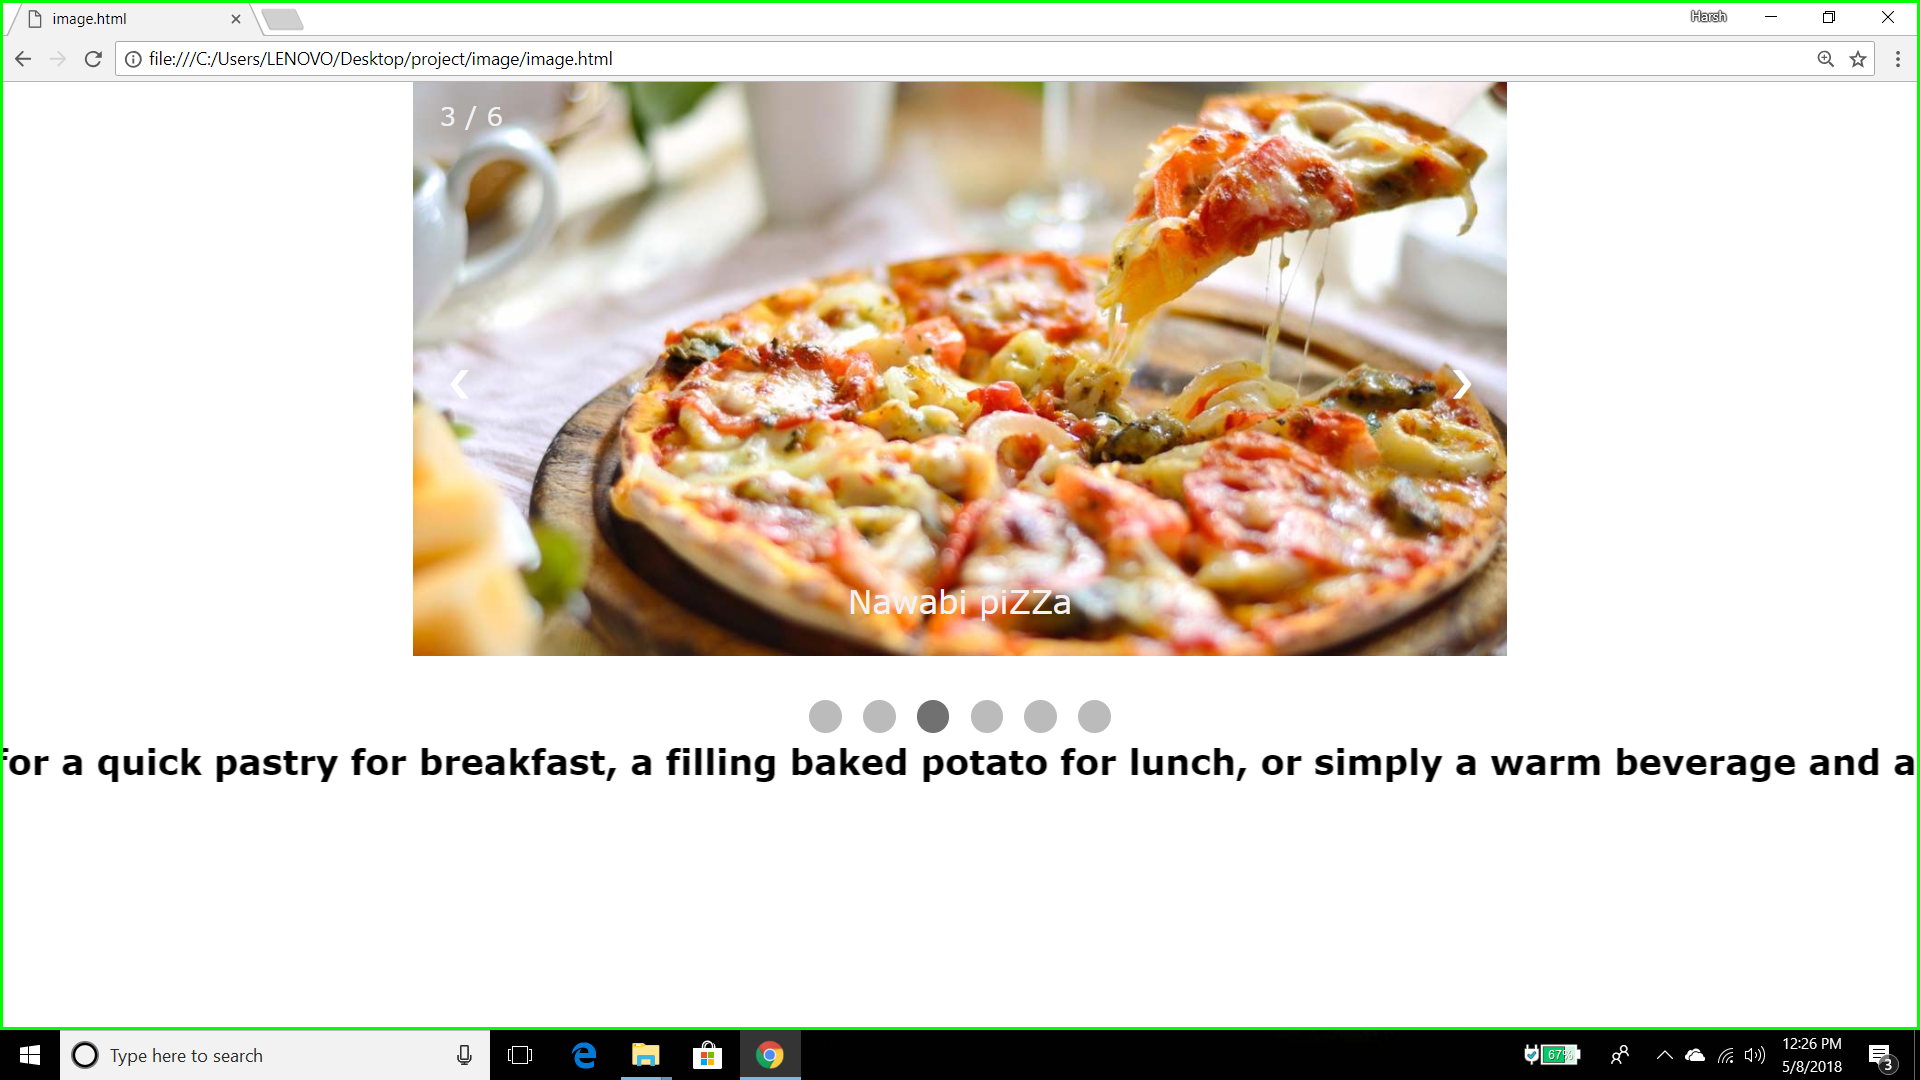 image.html
Harsh
file:///C:/Users/LENOVO/Desktop/project/image/image.html
3 / 6
Nawabi piZZa
for a quick pastry for breakfast, a filling baked potato for lunch, or simply a warm beverage and a
Type here to search
67%
12:26 PM
5/8/2018
3